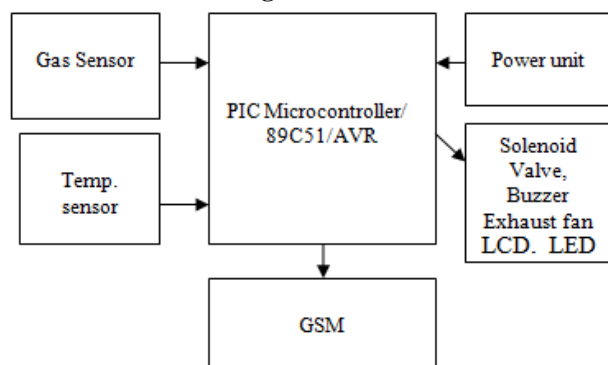 Gas Sensor
PIC Microcontroller/
89C51/AVR
Power unit
Temp.
sensor
Solenoid
Valve,
Buzzer
Exhaust fan
LCD. LED
GSM